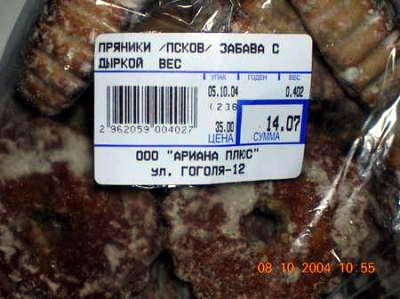 ПРЯНИКИ /ПСКОВ/ ЗАБАВА С
ДЫРКОЙ ВЕС
УПАК ГОДЕН ВЕС
05.10.04 0.402
(236
35.00 14.07
ЦЕНА СУММА
2 962059 004027
ООО "АРИАНА ПЛЮС"
УЛ. ГОГОЛЯ-12
08 10 2004 10:55